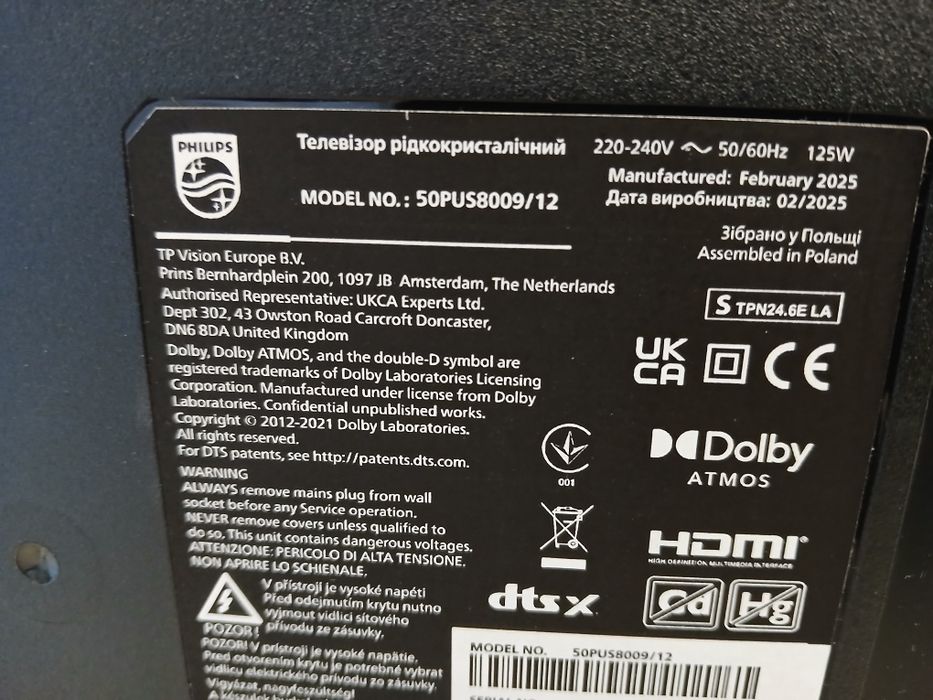 PHILIPS
Телевізор рідкокристалічний
220-240V ~ 50/60Hz 125W
MODEL NO.: 50PUS8009/12
Manufactured: February 2025
Дата виробництва: 02/2025
Зібрано у Польщі
Assembled in Poland
TP Vision Europe B.V.
Prins Bernhardplein 200, 1097 JB Amsterdam, The Netherlands
Authorised Representative: UKCA Experts Ltd.
Dept 302, 43 Owston Road Carcroft Doncaster,
DN6 8DA United Kingdom
S TPN24.6E LA
UK
CA
CE
Dolby, Dolby ATMOS, and the double-D symbol are
registered trademarks of Dolby Laboratories Licensing
Corporation. Manufactured under license from Dolby
Laboratories. Confidential unpublished works.
Copyright © 2012-2021 Dolby Laboratories.
All rights reserved.
For DTS patents, see http://patents.dts.com.
001
Dolby
ATMOS
WARNING
ALWAYS remove mains plug from wall
socket before any Service operation.
NEVER remove covers unless qualified to
do so. This unit contains dangerous voltages.
ATTENZIONE: PERICOLO DI ALTA TENSIONE.
NON APRIRE LO SCHIENALE.
HDMI
HIGH DEFINITION MULTIMEDIA INTERFACE
dts X
Cd
Hg
V přístroji je vysoké napětí
Před odejmutím krytu nutno
vyjmout vidlici síťového
přívodu ze zásuvky.
POZOR!
POZOR! V prístroji je vysoké napätie.
Pred otvorením krytu je potrebné vybrat
vidlicu elektrického prívodu zo zásuvky.
Vigyázat, nagyfeszültség!
MODEL NO. 50PUS8009/12